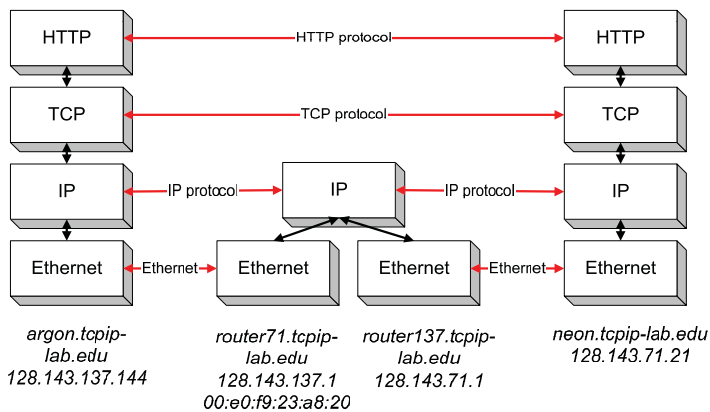 HTTP
HTTP protocol
HTTP
TCP
TCP protocol
TCP
IP
IP protocol
IP
IP protocol
IP
Ethernet
Ethernet
Ethernet
Ethernet
Ethernet
Ethernet
argon.tcpip-
lab.edu
128.143.137.144
router71.tcpip-
lab.edu
128.143.137.1
00:e0:f9:23:a8:20
router137.tcpip-
lab.edu
128.143.71.1
neon.tcpip-lab.edu
128.143.71.21